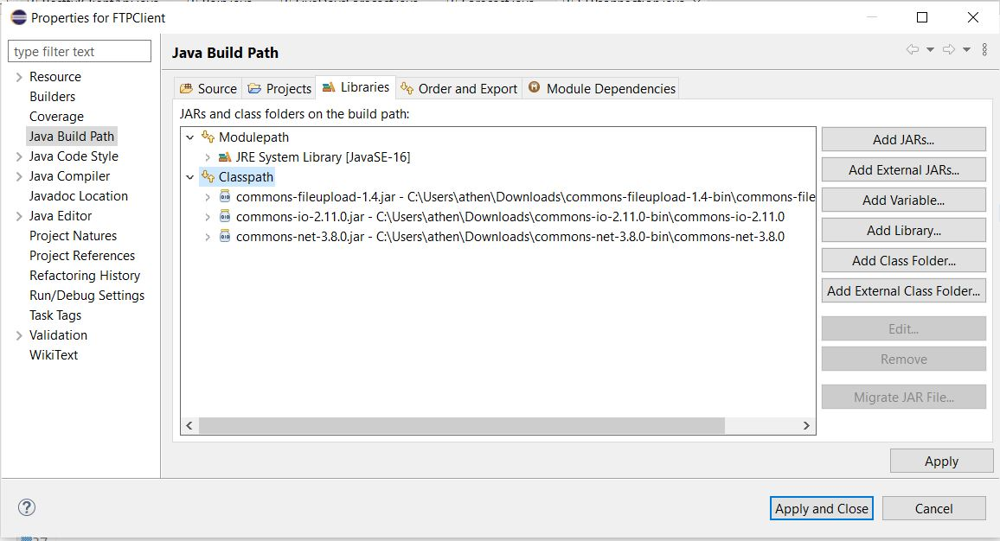 Properties for FTPClient
type filter text
Resource
Builders
Coverage
Java Build Path
Java Code Style
Java Compiler
Javadoc Location
Java Editor
Project Natures
Project References
Refactoring History
Run/Debug Settings
Task Tags
Validation
WikiText
Java Build Path
Source Projects Libraries Order and Export Module Dependencies
JARs and class folders on the build path:
Modulepath
JRE System Library [JavaSE-16]
Classpath
commons-fileupload-1.4.jar - C:\Users\athen\Downloads\commons-fileupload-1.4-bin\commons-file
commons-io-2.11.0.jar - C:\Users\athen\Downloads\commons-io-2.11.0-bin\commons-io-2.11.0
commons-net-3.8.0.jar - C:\Users\athen\Downloads\commons-net-3.8.0-bin\commons-net-3.8.0
Add JARs...
Add External JARs...
Add Variable...
Add Library...
Add Class Folder...
Add External Class Folder...
Edit...
Remove
Migrate JAR File...
Apply
Apply and Close
Cancel